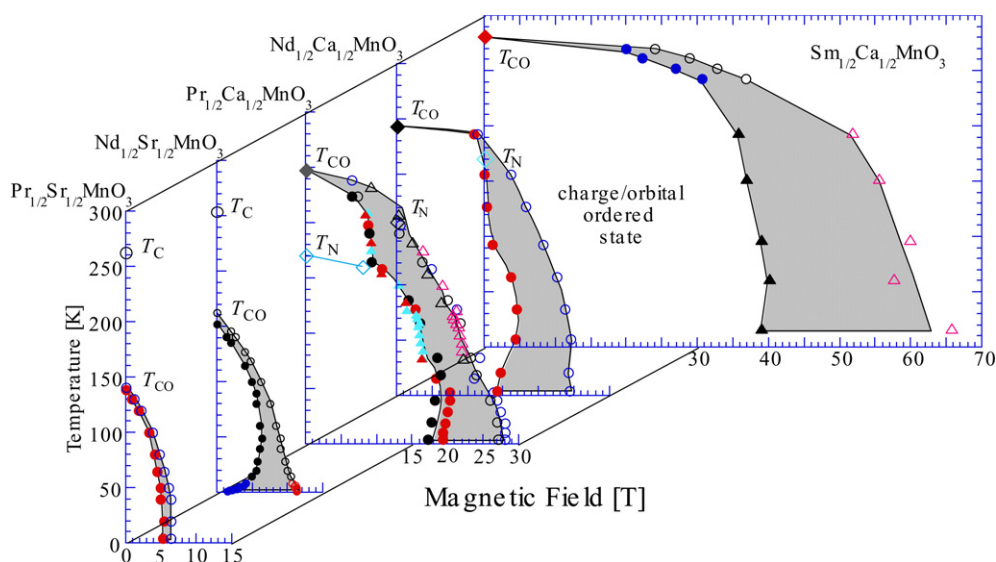 Nd1/2Ca1/2MnO3
Sm1/2Ca1/2MnO3
TCO
Pr1/2Ca1/2MnO3
TCO
Nd1/2Sr1/2MnO3
TCO
TN
Pr1/2Sr1/2MnO3
charge/orbital
ordered
state
TC
TN
TN
TC
TCO
TCO
Temperature [K]
300
250
200
150
100
50
0
0 5 10 15
15 20 25 30
30 40 50 60 70
Magnetic Field [T]